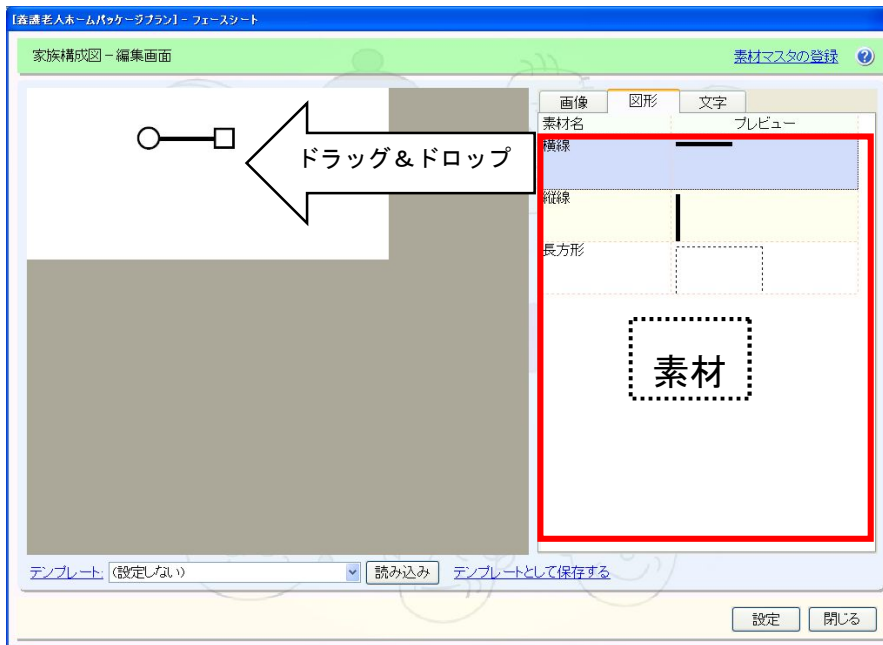 [養護老人ホームパッケージプラン] - フェースシート
家族構成図－編集画面
素材マスタの登録
?
画像 図形 文字
素材名 プレビュー
横線
ドラッグ＆ドロップ
縦線
長方形
素材
テンプレート: (設定しない) 読み込み テンプレートとして保存する
設定 閉じる